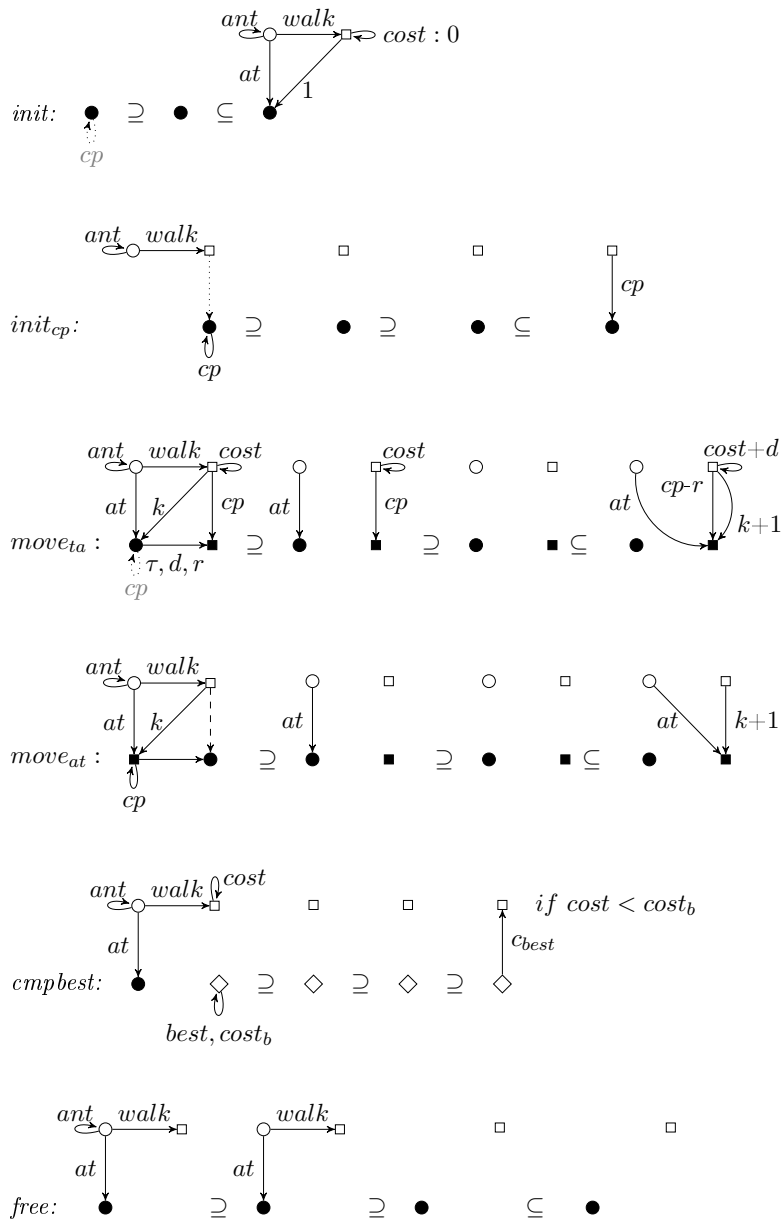 ant walk
cost : 0
at
1
init: ⊇ ⊆
cp
ant walk
cp
init_cp: ⊇ ⊇ ⊆
cp
ant walk cost cost cost+d
at k cp at cp at cp-r
k+1
move_ta : ⊇ ⊇ ⊆
τ, d, r
cp
ant walk
at k at at k+1
move_at : ⊇ ⊇ ⊆
cp
cost
ant walk if cost < cost_b
at c_best
cmpbest: ⊇ ⊇ ⊇
best, cost_b
ant walk walk
at at
free: ⊇ ⊇ ⊆